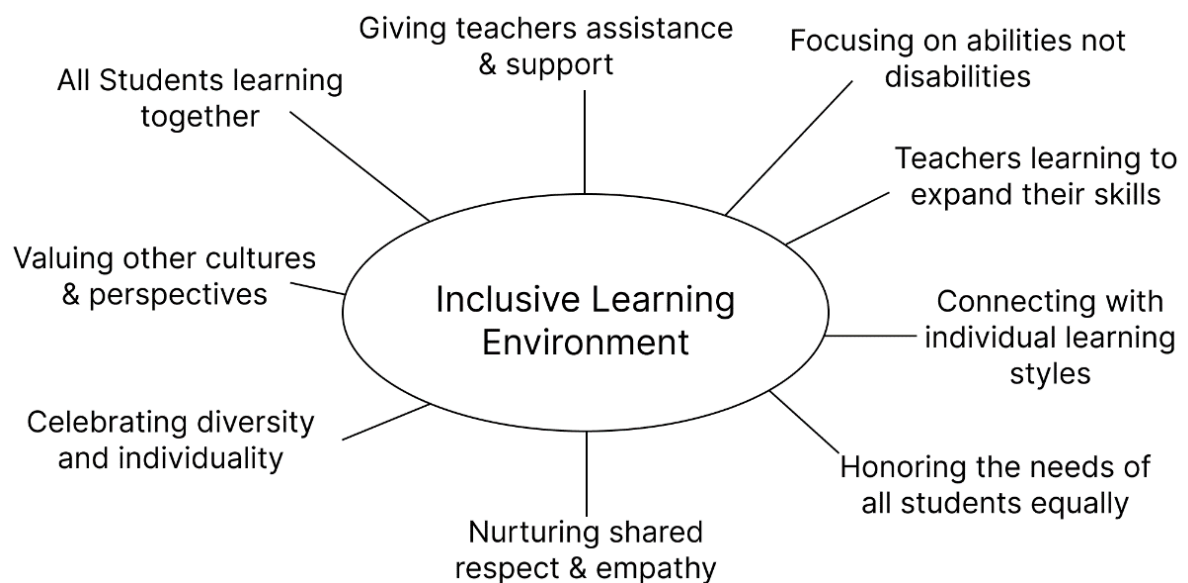 Giving teachers assistance
& support
Focusing on abilities not
disabilities
All Students learning
together
Teachers learning to
expand their skills
Valuing other cultures
& perspectives
Inclusive Learning
Environment
Connecting with
individual learning
styles
Celebrating diversity
and individuality
Honoring the needs of
all students equally
Nurturing shared
respect & empathy